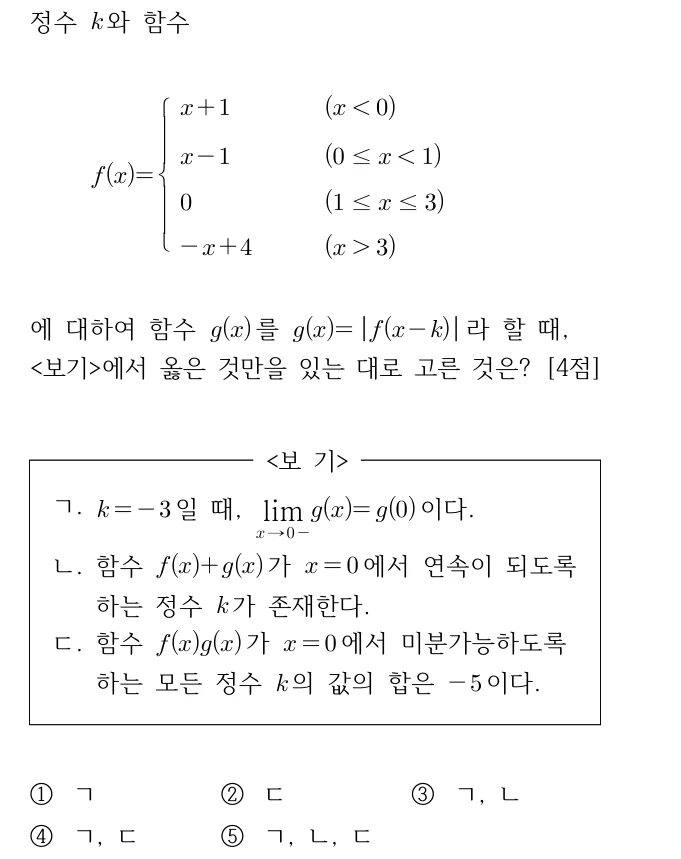 정수 k와 함수
f(x)={ x+1 (x<0)
x−1 (0≤x<1)
0 (1≤x≤3)
−x+4 (x>3)
에 대하여 함수 g(x)를 g(x)=|f(x−k)|라 할 때,
<보기>에서 옳은 것만을 있는 대로 고른 것은? [4점]
<보 기>
ㄱ. k=−3일 때, lim x→0− g(x)=g(0)이다.
ㄴ. 함수 f(x)+g(x)가 x=0에서 연속이 되도록
하는 정수 k가 존재한다.
ㄷ. 함수 f(x)g(x)가 x=0에서 미분가능하도록
하는 모든 정수 k의 값의 합은 −5이다.
① ㄱ ② ㄷ ③ ㄱ, ㄴ
④ ㄱ, ㄷ ⑤ ㄱ, ㄴ, ㄷ